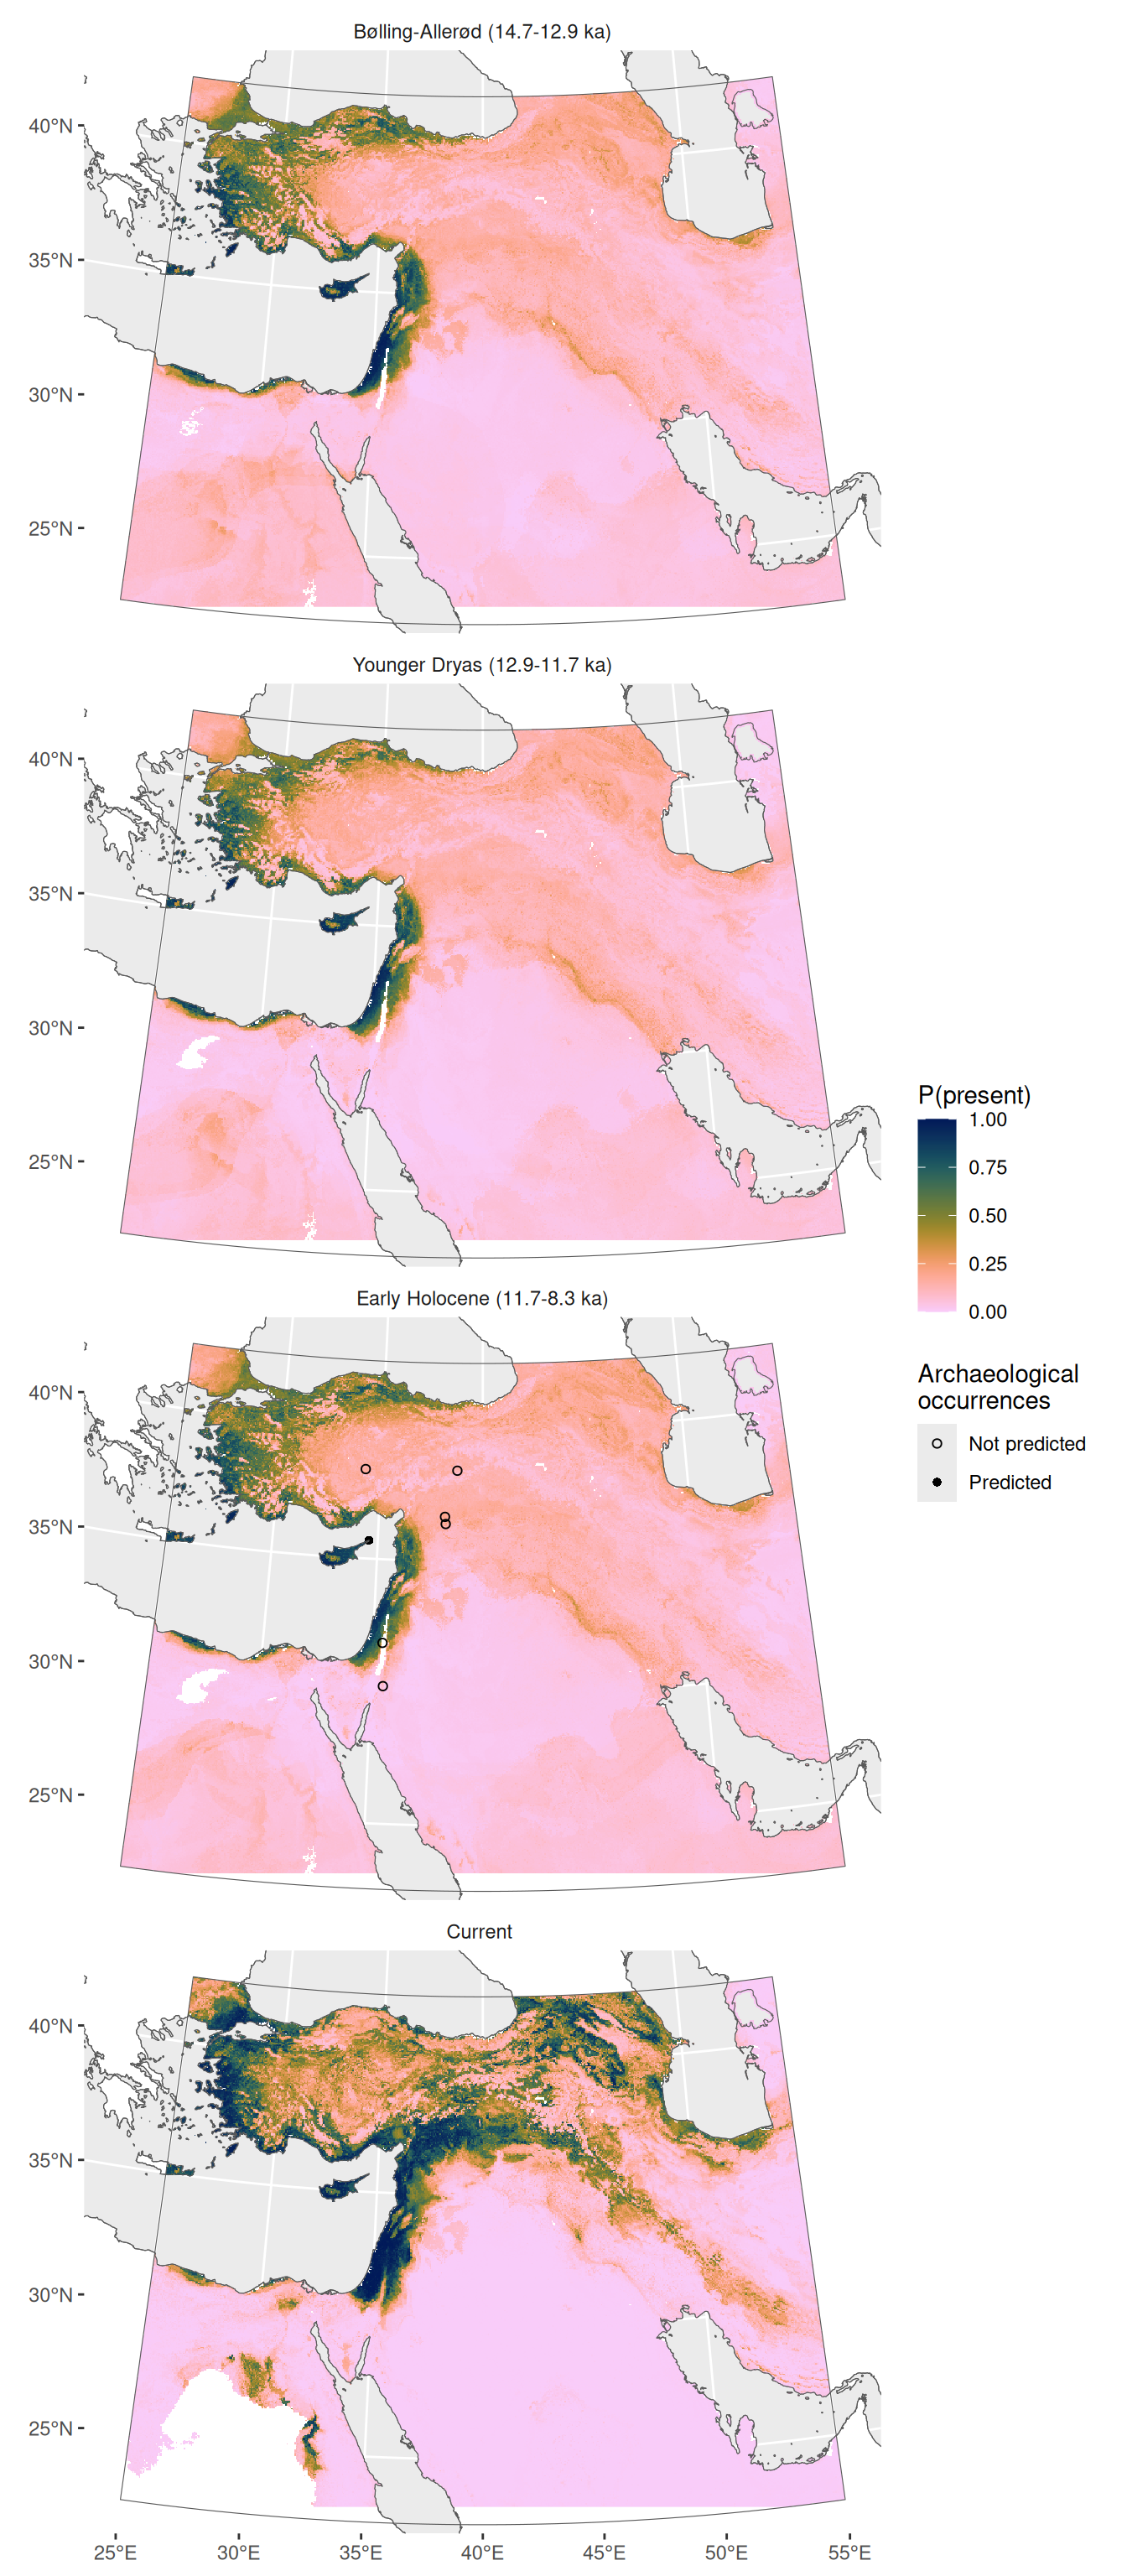 Bølling-Allerød (14.7-12.9 ka)
40°N
35°N
30°N
25°N
Younger Dryas (12.9-11.7 ka)
40°N
35°N
30°N
25°N
P(present)
1.00
0.75
0.50
0.25
0.00
Early Holocene (11.7-8.3 ka)
40°N
35°N
30°N
25°N
Archaeological
occurrences
Not predicted
Predicted
Current
40°N
35°N
30°N
25°N
25°E 30°E 35°E 40°E 45°E 50°E 55°E